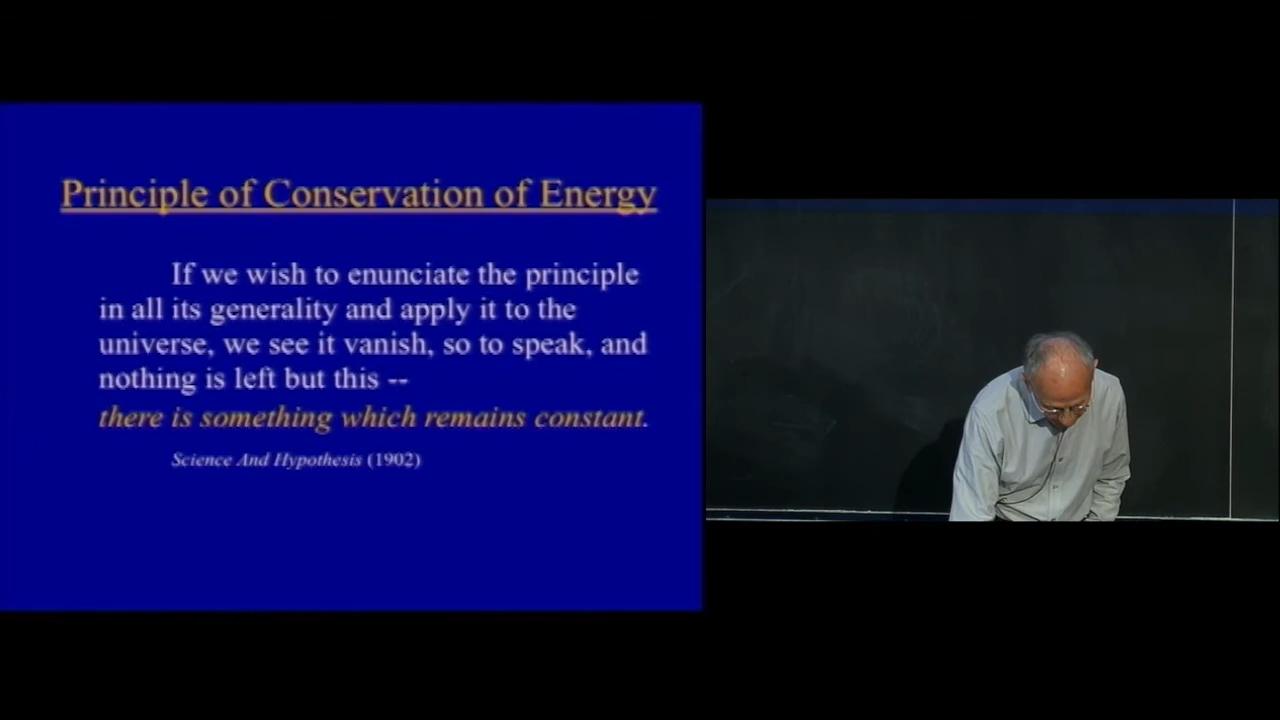 Principle of Conservation of Energy
If we wish to enunciate the principle
in all its generality and apply it to the
universe, we see it vanish, so to speak, and
nothing is left but this --
there is something which remains constant.
Science And Hypothesis (1902)